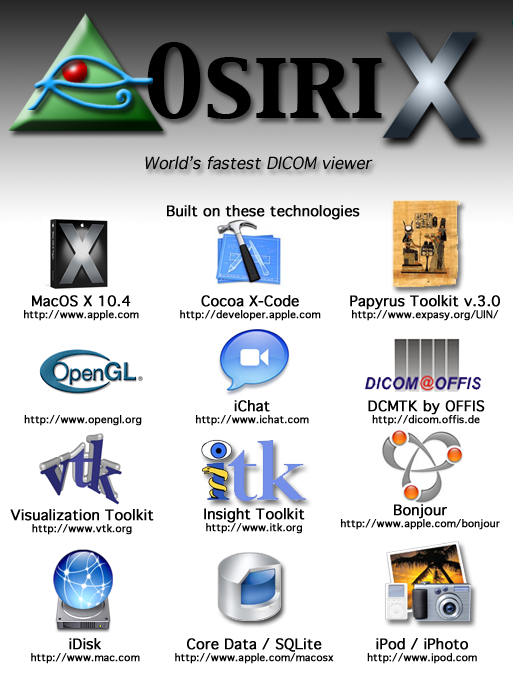 OSIRIX
World's fastest DICOM viewer
Built on these technologies
X
MacOS X 10.4
http://www.apple.com
Cocoa X-Code
http://developer.apple.com
Papyrus Toolkit v.3.0
http://www.expasy.org/UIN/
OpenGL®
http://www.opengl.org
iChat
http://www.ichat.com
DICOM@OFFIS
DCMTK by OFFIS
http://dicom.offis.de
vtk
Visualization Toolkit
http://www.vtk.org
itk
Insight Toolkit
http://www.itk.org
Bonjour
http://www.apple.com/bonjour
iDisk
http://www.mac.com
Core Data / SQLite
http://www.apple.com/macosx
iPod / iPhoto
http://www.ipod.com